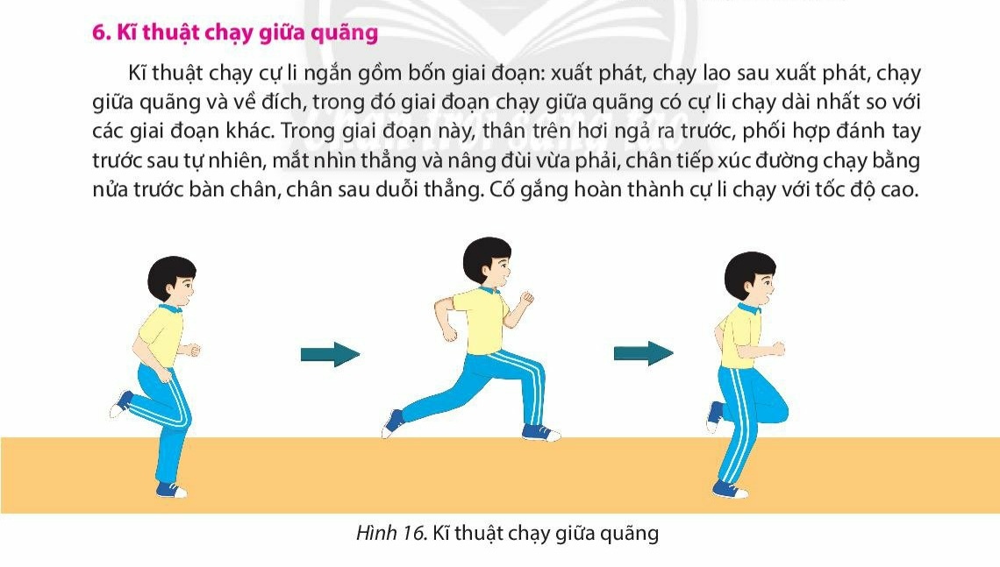 6. Kĩ thuật chạy giữa quãng
Kĩ thuật chạy cự li ngắn gồm bốn giai đoạn: xuất phát, chạy lao sau xuất phát, chạy
giữa quãng và về đích, trong đó giai đoạn chạy giữa quãng có cự li chạy dài nhất so với
các giai đoạn khác. Trong giai đoạn này, thân trên hơi ngả ra trước, phối hợp đánh tay
trước sau tự nhiên, mắt nhìn thẳng và nâng đùi vừa phải, chân tiếp xúc đường chạy bằng
nửa trước bàn chân, chân sau duỗi thẳng. Cố gắng hoàn thành cự li chạy với tốc độ cao.
Chân trời sáng tạo
Hình 16. Kĩ thuật chạy giữa quãng